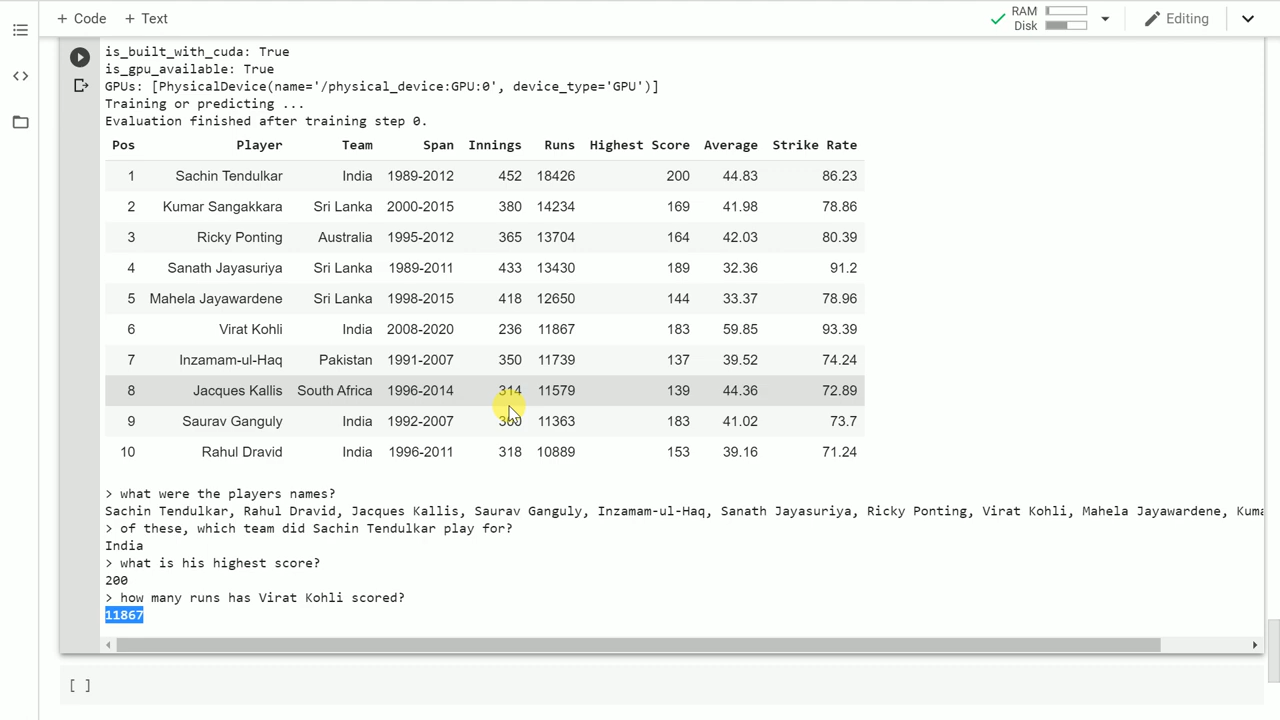 + Code + Text
RAM
Disk
Editing
is_built_with_cuda: True
is_gpu_available: True
GPUs: [PhysicalDevice(name='/physical_device:GPU:0', device_type='GPU')]
Training or predicting ...
Evaluation finished after training step 0.
Pos Player Team Span Innings Runs Highest Score Average Strike Rate
1 Sachin Tendulkar India 1989-2012 452 18426 200 44.83 86.23
2 Kumar Sangakkara Sri Lanka 2000-2015 380 14234 169 41.98 78.86
3 Ricky Ponting Australia 1995-2012 365 13704 164 42.03 80.39
4 Sanath Jayasuriya Sri Lanka 1989-2011 433 13430 189 32.36 91.2
5 Mahela Jayawardene Sri Lanka 1998-2015 418 12650 144 33.37 78.96
6 Virat Kohli India 2008-2020 236 11867 183 59.85 93.39
7 Inzamam-ul-Haq Pakistan 1991-2007 350 11739 137 39.52 74.24
8 Jacques Kallis South Africa 1996-2014 314 11579 139 44.36 72.89
9 Saurav Ganguly India 1992-2007 11363 183 41.02 73.7
10 Rahul Dravid India 1996-2011 318 10889 153 39.16 71.24
> what were the players names?
Sachin Tendulkar, Rahul Dravid, Jacques Kallis, Saurav Ganguly, Inzamam-ul-Haq, Sanath Jayasuriya, Ricky Ponting, Virat Kohli, Mahela Jayawardene, Kuma
> of these, which team did Sachin Tendulkar play for?
India
> what is his highest score?
200
> how many runs has Virat Kohli scored?
11867
[ ]